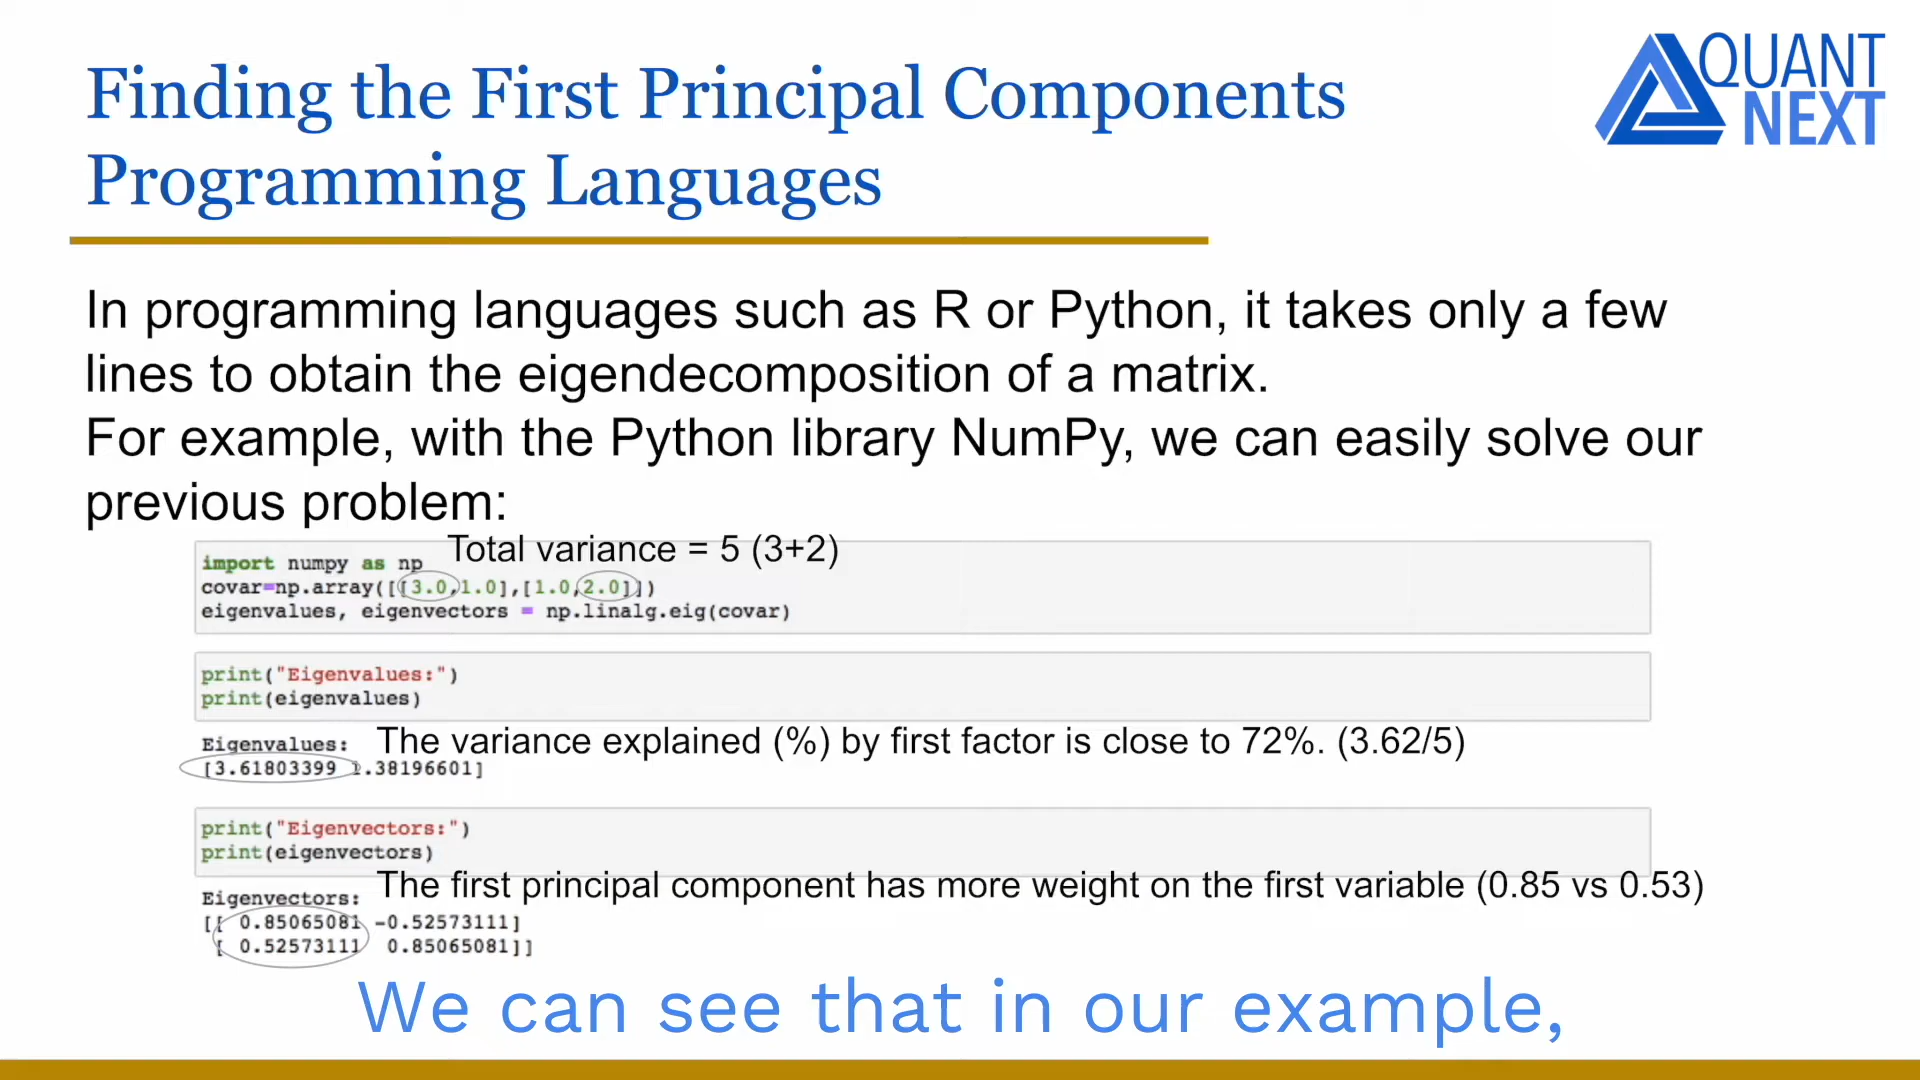 Finding the First Principal Components
Programming Languages
QUANT
NEXT
In programming languages such as R or Python, it takes only a few
lines to obtain the eigendecomposition of a matrix.
For example, with the Python library NumPy, we can easily solve our
previous problem:
Total variance = 5 (3+2)
import numpy as np
covar=np.array([[3.0,1.0],[1.0,2.0]])
eigenvalues, eigenvectors = np.linalg.eig(covar)
print("Eigenvalues:")
print(eigenvalues)
Eigenvalues: The variance explained (%) by first factor is close to 72%. (3.62/5)
[3.61803399 1.38196601]
print("Eigenvectors:")
print(eigenvectors)
Eigenvectors: The first principal component has more weight on the first variable (0.85 vs 0.53)
[[ 0.85065081 -0.52573111]
[ 0.52573111 0.85065081]]
We can see that in our example,